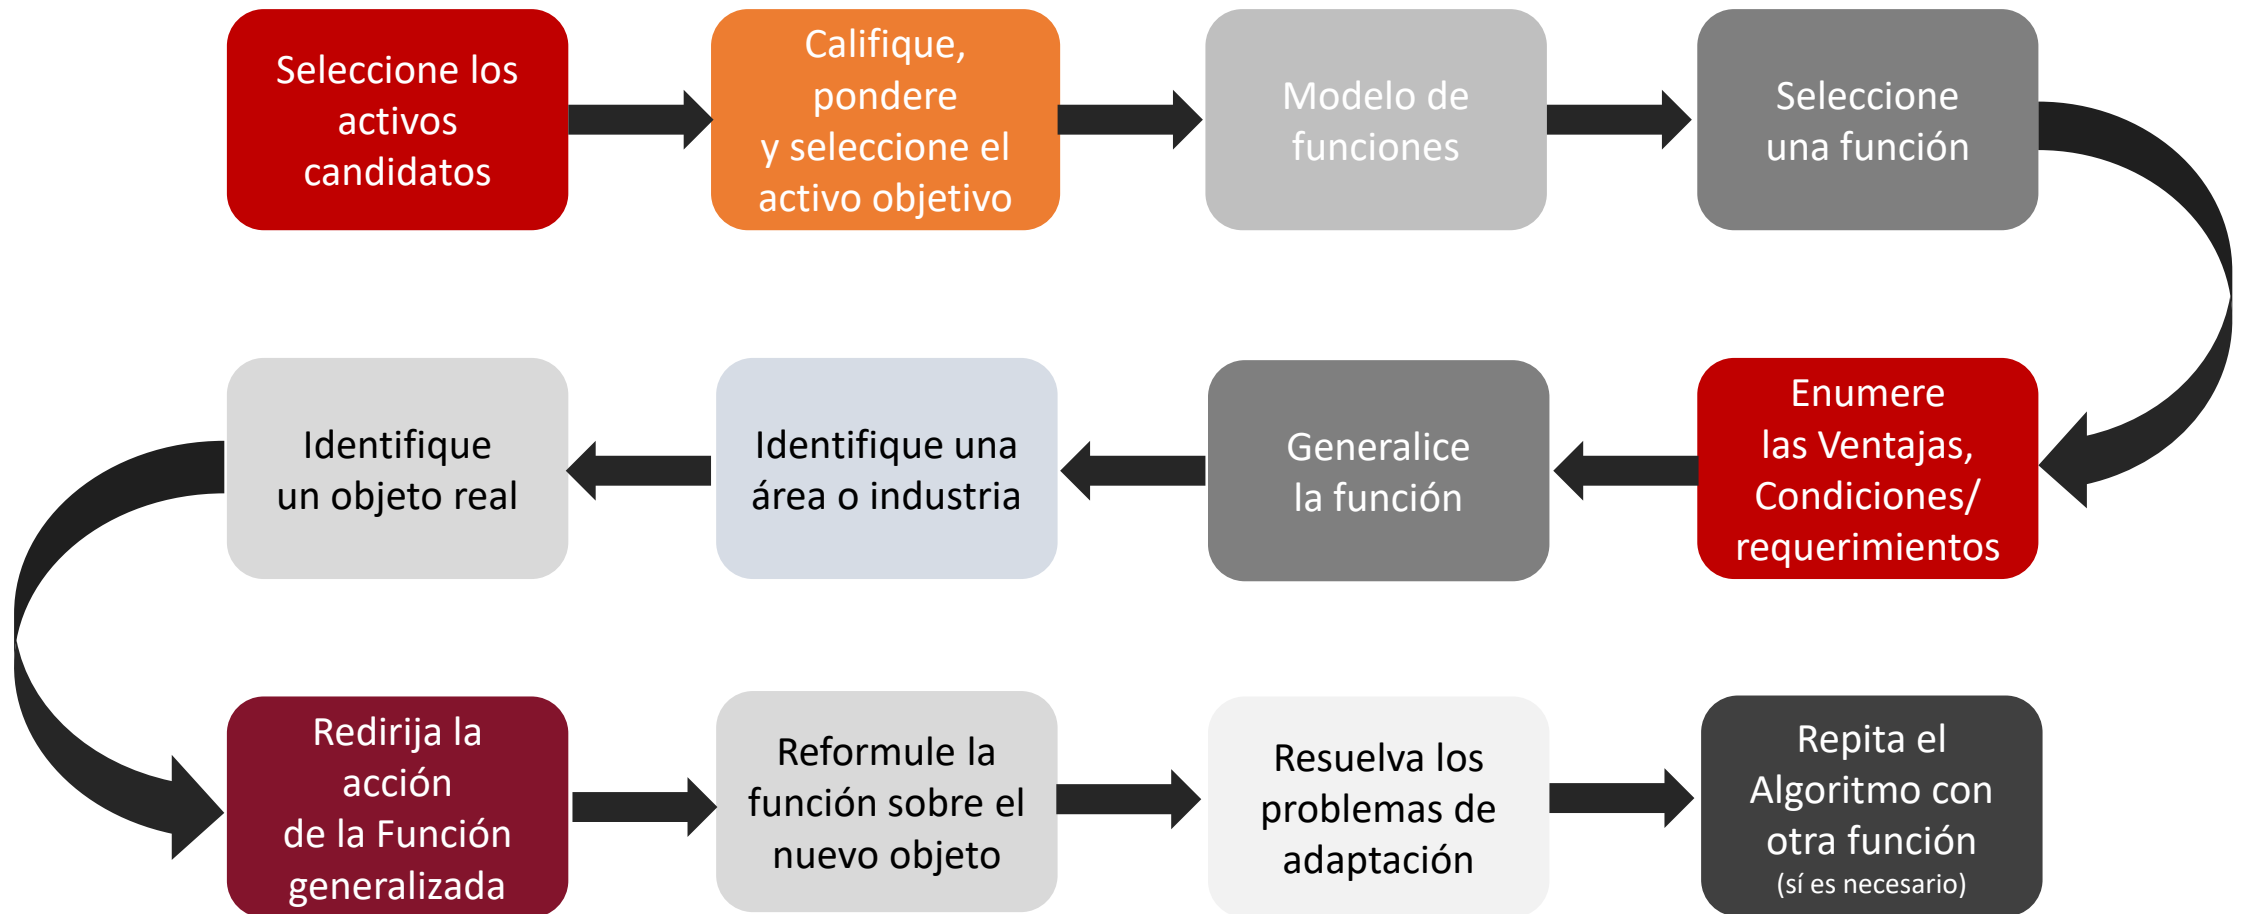 Seleccione los
activos
candidatos
Califique,
pondere
y seleccione el
activo objetivo
Modelo de
funciones
Seleccione
una función
Enumere
las Ventajas,
Condiciones/
requerimientos
Generalice
la función
Identifique una
área o industria
Identifique
un objeto real
Redirija la
acción
de la Función
generalizada
Reformule la
función sobre el
nuevo objeto
Resuelva los
problemas de
adaptación
Repita el
Algoritmo con
otra función
(sí es necesario)